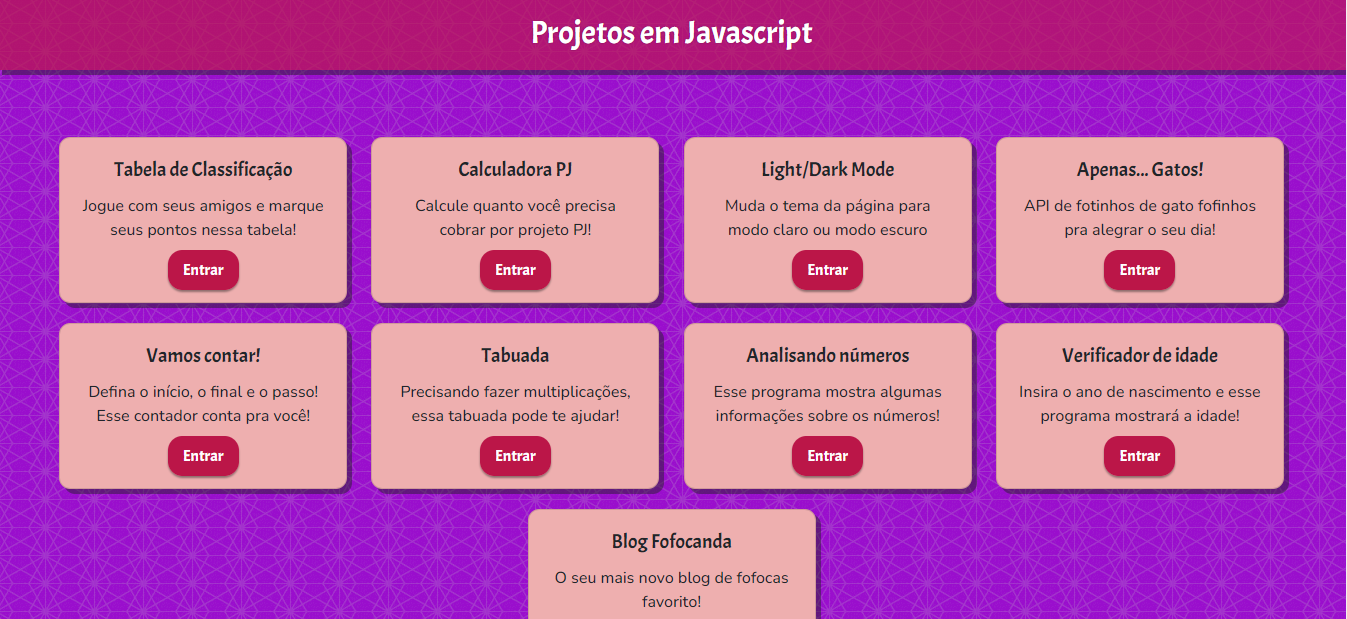 Projetos em Javascript
Tabela de Classificação
Jogue com seus amigos e marque
seus pontos nessa tabela!
Entrar
Calculadora PJ
Calcule quanto você precisa
cobrar por projeto PJ!
Entrar
Light/Dark Mode
Muda o tema da página para
modo claro ou modo escuro
Entrar
Apenas... Gatos!
API de fotinhos de gato fofinhos
pra alegrar o seu dia!
Entrar
Vamos contar!
Defina o início, o final e o passo!
Esse contador conta pra você!
Entrar
Tabuada
Precisando fazer multiplicações,
essa tabuada pode te ajudar!
Entrar
Analisando números
Esse programa mostra algumas
informações sobre os números!
Entrar
Verificador de idade
Insira o ano de nascimento e esse
programa mostrará a idade!
Entrar
Blog Fofocanda
O seu mais novo blog de fofocas
favorito!